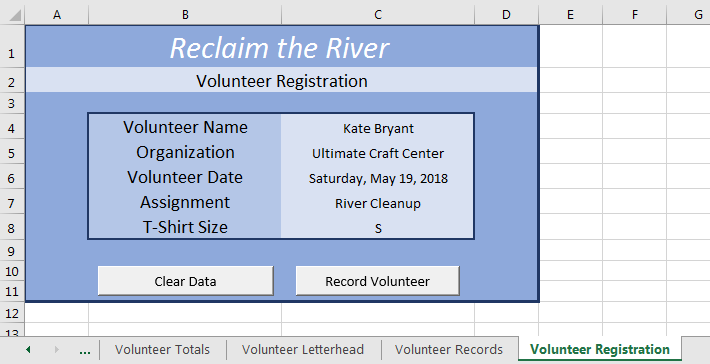 A B C D E F G
1 Reclaim the River
2 Volunteer Registration
3
4 Volunteer Name Kate Bryant
5 Organization Ultimate Craft Center
6 Volunteer Date Saturday, May 19, 2018
7 Assignment River Cleanup
8 T-Shirt Size S
9
10
Clear Data Record Volunteer
11
12
13
... Volunteer Totals Volunteer Letterhead Volunteer Records Volunteer Registration